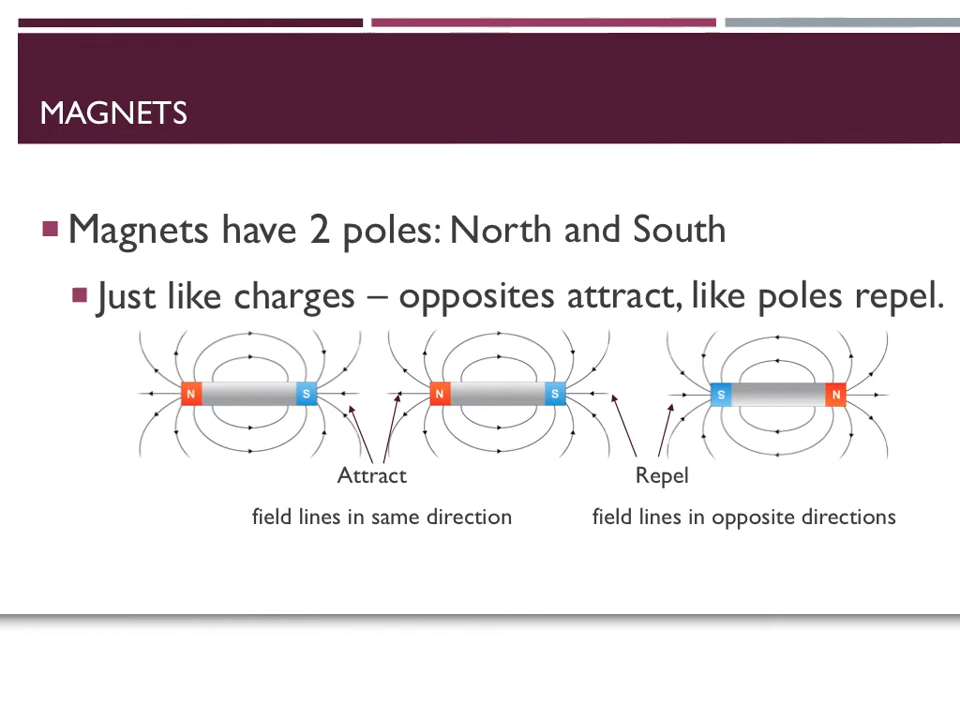 MAGNETS
Magnets have 2 poles: North and South
Just like charges – opposites attract, like poles repel.
N S N S S N
Attract Repel
field lines in same direction field lines in opposite directions